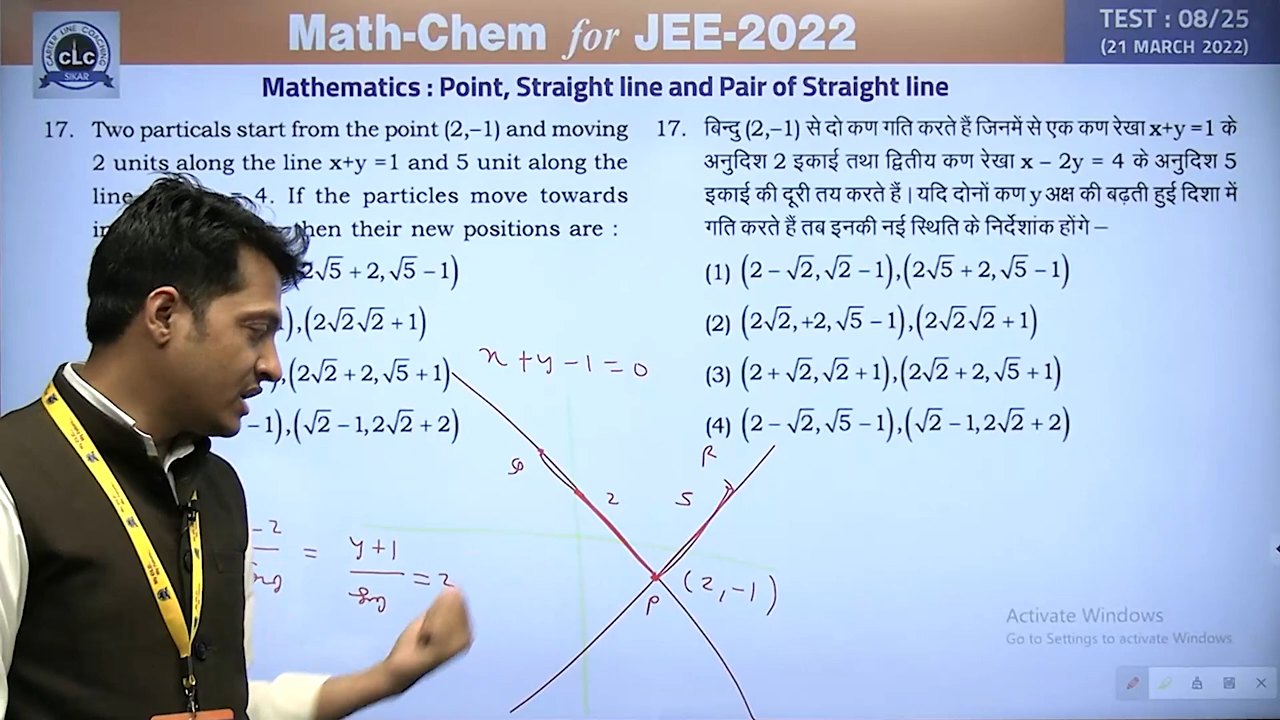 Math-Chem for JEE-2022
TEST : 08/25
(21 MARCH 2022)
CAREER LINE COACHING
CLC
SIKAR
Mathematics : Point, Straight line and Pair of Straight line
17. Two particals start from the point (2,–1) and moving
2 units along the line x+y =1 and 5 unit along the
line = 4. If the particles move towards
then their new positions are :
2√5 + 2, √5 – 1)
), (2√2√2 + 1)
, (2√2 + 2, √5 + 1)
– 1), (√2 – 1, 2√2 + 2)
17. बिन्दु (2,–1) से दो कण गति करते हैं जिनमें से एक कण रेखा x+y =1 के
अनुदिश 2 इकाई तथा द्वितीय कण रेखा x – 2y = 4 के अनुदिश 5
इकाई की दूरी तय करते हैं। यदि दोनों कण y अक्ष की बढ़ती हुई दिशा में
गति करते हैं तब इनकी नई स्थिति के निर्देशांक होंगे –
(1) (2 – √2, √2 – 1), (2√5 + 2, √5 – 1)
(2) (2√2, +2, √5 – 1), (2√2√2 + 1)
(3) (2 + √2, √2 + 1), (2√2 + 2, √5 + 1)
(4) (2 – √2, √5 – 1), (√2 – 1, 2√2 + 2)
x + y – 1 = 0
R
2
5
– 2 = y + 1 = 2
P
(2, –1)
Activate Windows
Go to Settings to activate Windows.